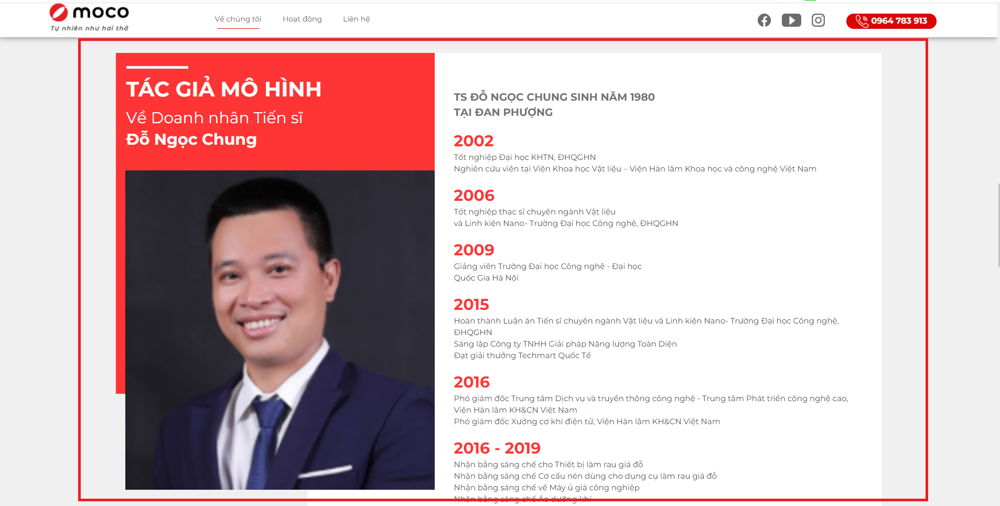 moco
Tự nhiên như hơi thở
Về chúng tôi
Hoạt động
Liên hệ
0964 783 913
TÁC GIẢ MÔ HÌNH
Về Doanh nhân Tiến sĩ
Đỗ Ngọc Chung
TS ĐỖ NGỌC CHUNG SINH NĂM 1980
TẠI ĐAN PHƯỢNG
2002
Tốt nghiệp Đại học KHTN, ĐHQGHN
Nghiên cứu viên tại Viện Khoa học Vật liệu – Viện Hàn lâm Khoa học và công nghệ Việt Nam
2006
Tốt nghiệp thạc sĩ chuyên ngành Vật liệu
và Linh kiện Nano- Trường Đại học Công nghệ, ĐHQGHN
2009
Giảng viên Trường Đại học Công nghệ - Đại học
Quốc Gia Hà Nội
2015
Hoàn thành Luận án Tiến sĩ chuyên ngành Vật liệu và Linh kiện Nano- Trường Đại học Công nghệ,
ĐHQGHN
Sáng lập Công ty TNHH Giải pháp Năng lượng Toàn Diện
Đạt giải thưởng Techmart Quốc Tế
2016
Phó giám đốc Trung tâm Dịch vụ và truyền thông công nghệ - Trung tâm Phát triển công nghệ cao,
Viện Hàn lâm KH&CN Việt Nam
Phó giám đốc Xưởng cơ khí điện tử, Viện Hàn lâm KH&CN Việt Nam
2016 - 2019
Nhận bằng sáng chế cho Thiết bị làm rau giá đỗ
Nhận bằng sáng chế Cơ cấu nén dùng cho dụng cụ làm rau giá đỗ
Nhận bằng sáng chế về Máy ủ giá công nghiệp
Nhận bằng sáng chế Áo dưỡng khí